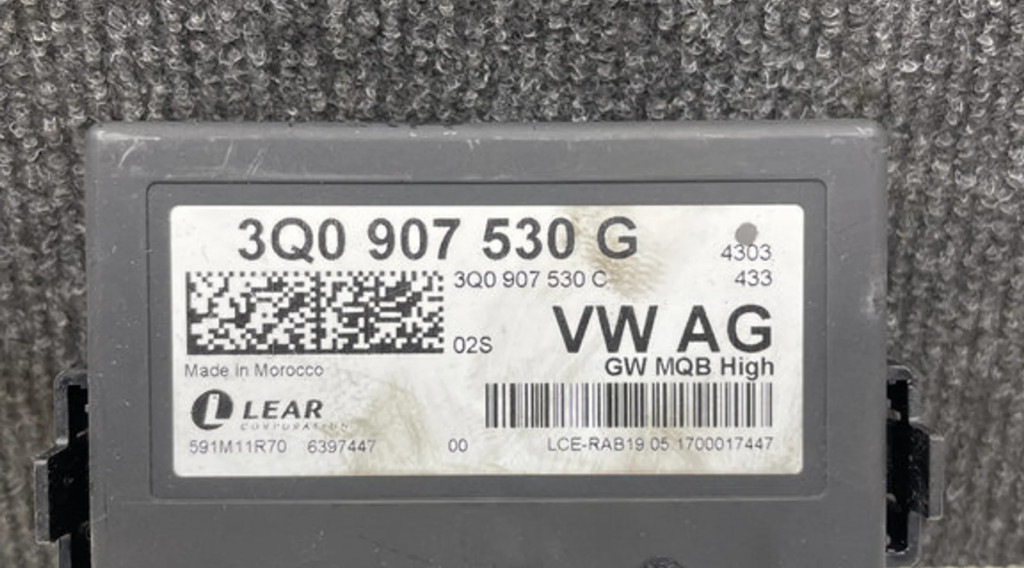 3Q0 907 530 G
4303
3Q0 907 530 C
433
VW AG
02S
GW MQB High
Made in Morocco
LEAR
CORPORATION
591M11R70 6397447 00 LCE-RAB19 05.1700017447